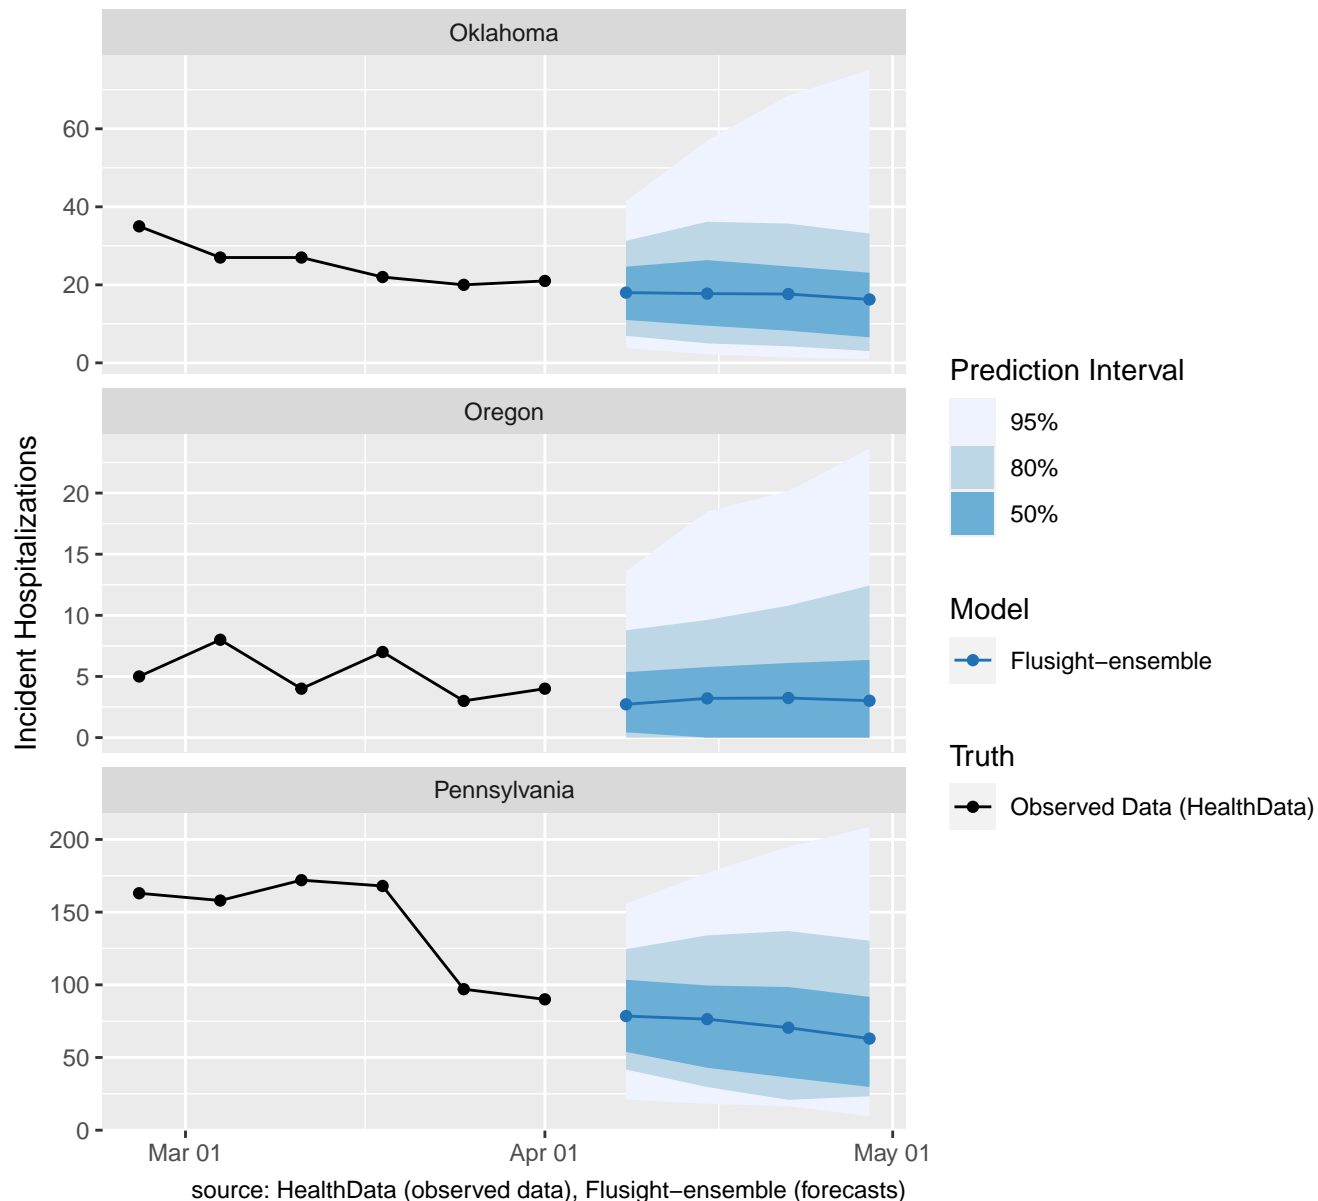 Oklahoma
60
40
20
0
Oregon
20
15
10
5
0
Pennsylvania
200
150
100
50
0
Mar 01
Apr 01
May 01
Incident Hospitalizations
source: HealthData (observed data), Flusight−ensemble (forecasts)
Prediction Interval
95%
80%
50%
Model
Flusight−ensemble
Truth
Observed Data (HealthData)